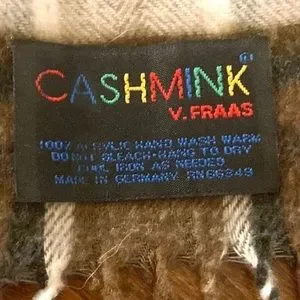 CASHMINK®
V. FRAAS
100% ACRYLIC HAND WASH WARM
DO NOT BLEACH-HANG TO DRY
COOL IRON AS NEEDED
MADE IN GERMANY RN66349